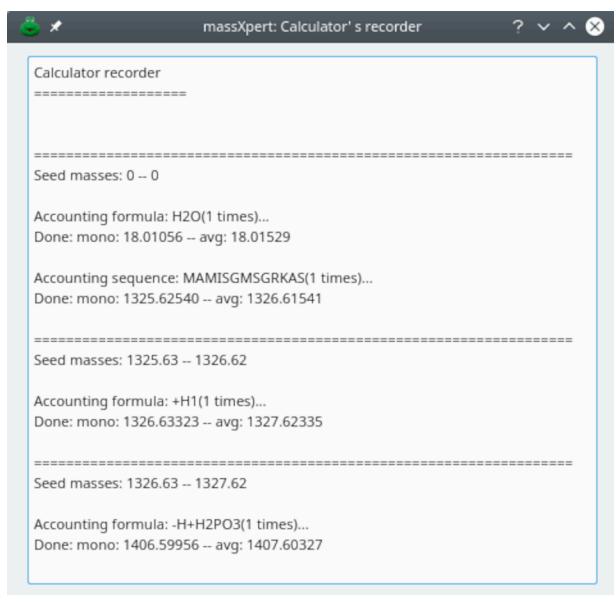 massXpert: Calculator' s recorder
Calculator recorder
===================
===================================================================
Seed masses: 0 -- 0
Accounting formula: H2O(1 times)...
Done: mono: 18.01056 -- avg: 18.01529
Accounting sequence: MAMISGMSGRKAS(1 times)...
Done: mono: 1325.62540 -- avg: 1326.61541
===================================================================
Seed masses: 1325.63 -- 1326.62
Accounting formula: +H1(1 times)...
Done: mono: 1326.63323 -- avg: 1327.62335
===================================================================
Seed masses: 1326.63 -- 1327.62
Accounting formula: -H+H2PO3(1 times)...
Done: mono: 1406.59956 -- avg: 1407.60327